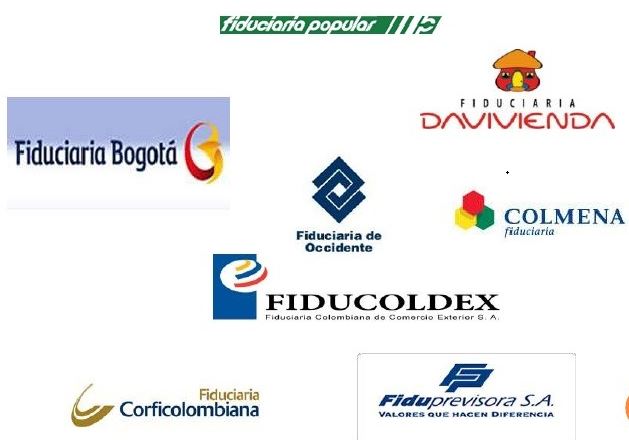 fiduciaria popular
FIDUCIARIA
DAVIVIENDA
Fiduciaria Bogotá
COLMENA
fiduciaria
Fiduciaria de
Occidente
FIDUCOLDEX
Fiduciaria Colombiana de Comercio Exterior S. A.
Fiduciaria
Corficolombiana
Fiduprevisora S.A.
VALORES QUE HACEN DIFERENCIA